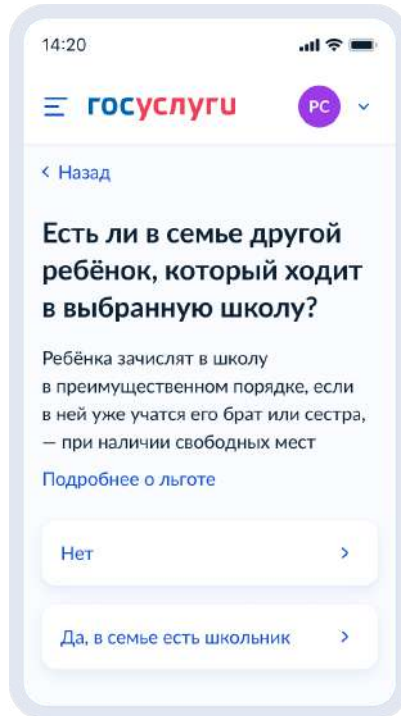 14:20
госуслуги
РС
Назад
Есть ли в семье другой
ребёнок, который ходит
в выбранную школу?
Ребёнка зачислят в школу
в преимущественном порядке, если
в ней уже учатся его брат или сестра,
— при наличии свободных мест
Подробнее о льготе
Нет
Да, в семье есть школьник